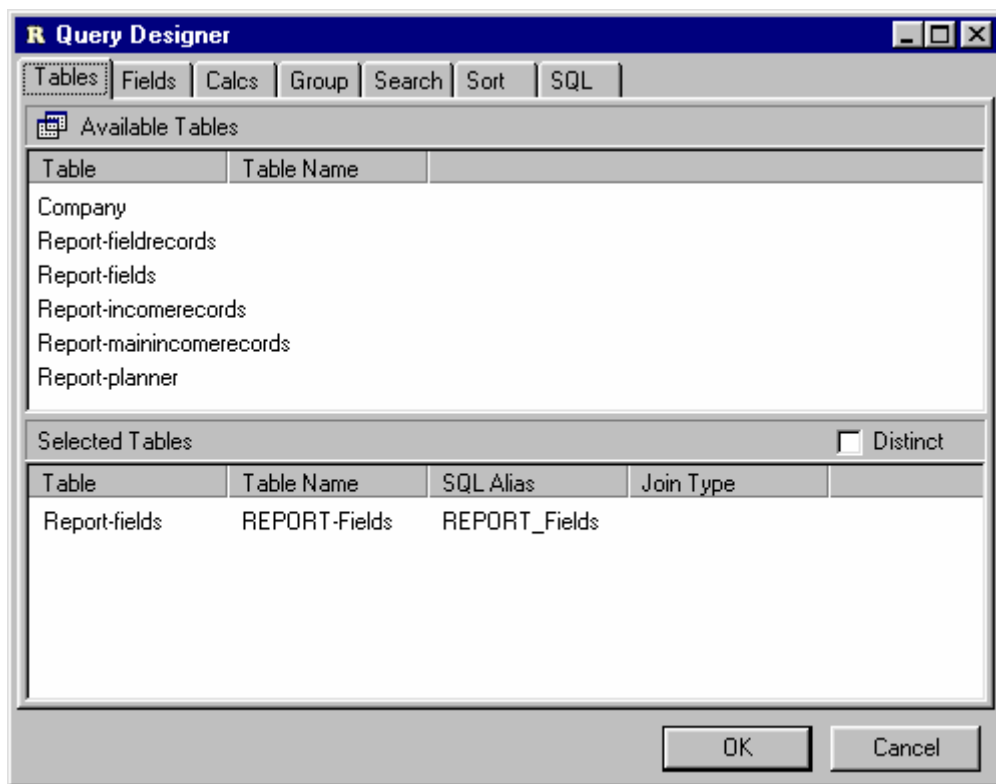 R Query Designer
Tables Fields Calcs Group Search Sort SQL
Available Tables
Table Table Name
Company
Report-fieldrecords
Report-fields
Report-incomerecords
Report-mainincomerecords
Report-planner
Selected Tables Distinct
Table Table Name SQL Alias Join Type
Report-fields REPORT-Fields REPORT_Fields
OK Cancel